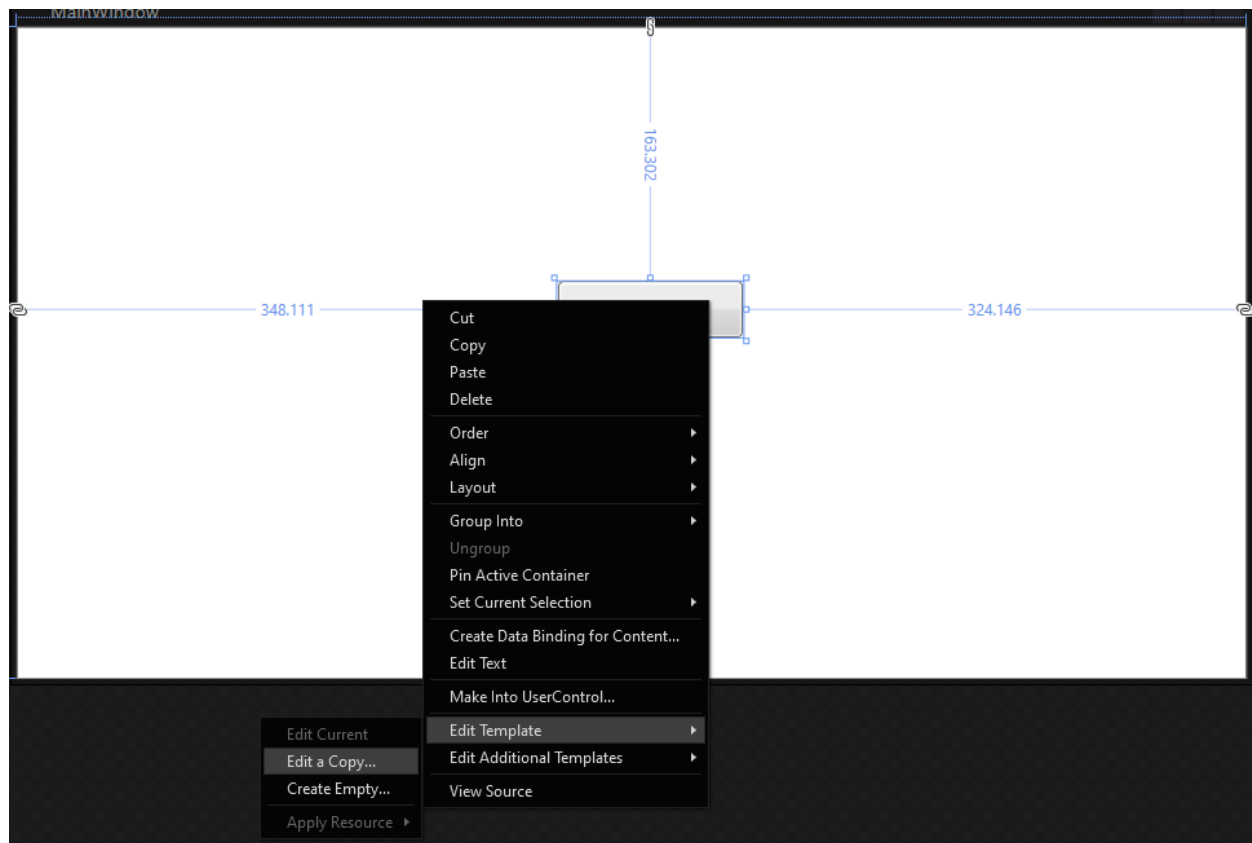 MainWindow
163.302
348.111
324.146
Cut
Copy
Paste
Delete
Order
Align
Layout
Group Into
Ungroup
Pin Active Container
Set Current Selection
Create Data Binding for Content...
Edit Text
Make Into UserControl...
Edit Template
Edit Additional Templates
View Source
Edit Current
Edit a Copy...
Create Empty...
Apply Resource